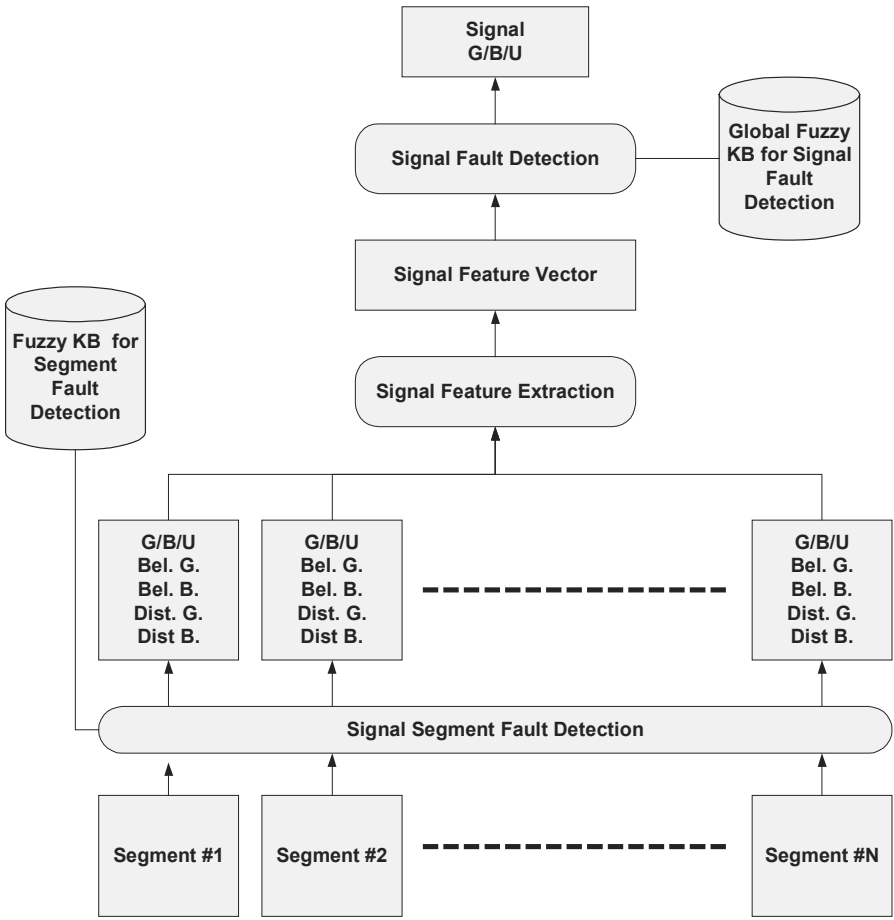 Signal
G/B/U
Signal Fault Detection
Global Fuzzy
KB for Signal
Fault
Detection
Signal Feature Vector
Fuzzy KB for
Segment
Fault
Detection
Signal Feature Extraction
G/B/U
Bel. G.
Bel. B.
Dist. G.
Dist B.
G/B/U
Bel. G.
Bel. B.
Dist. G.
Dist B.
G/B/U
Bel. G.
Bel. B.
Dist. G.
Dist B.
Signal Segment Fault Detection
Segment #1
Segment #2
Segment #N